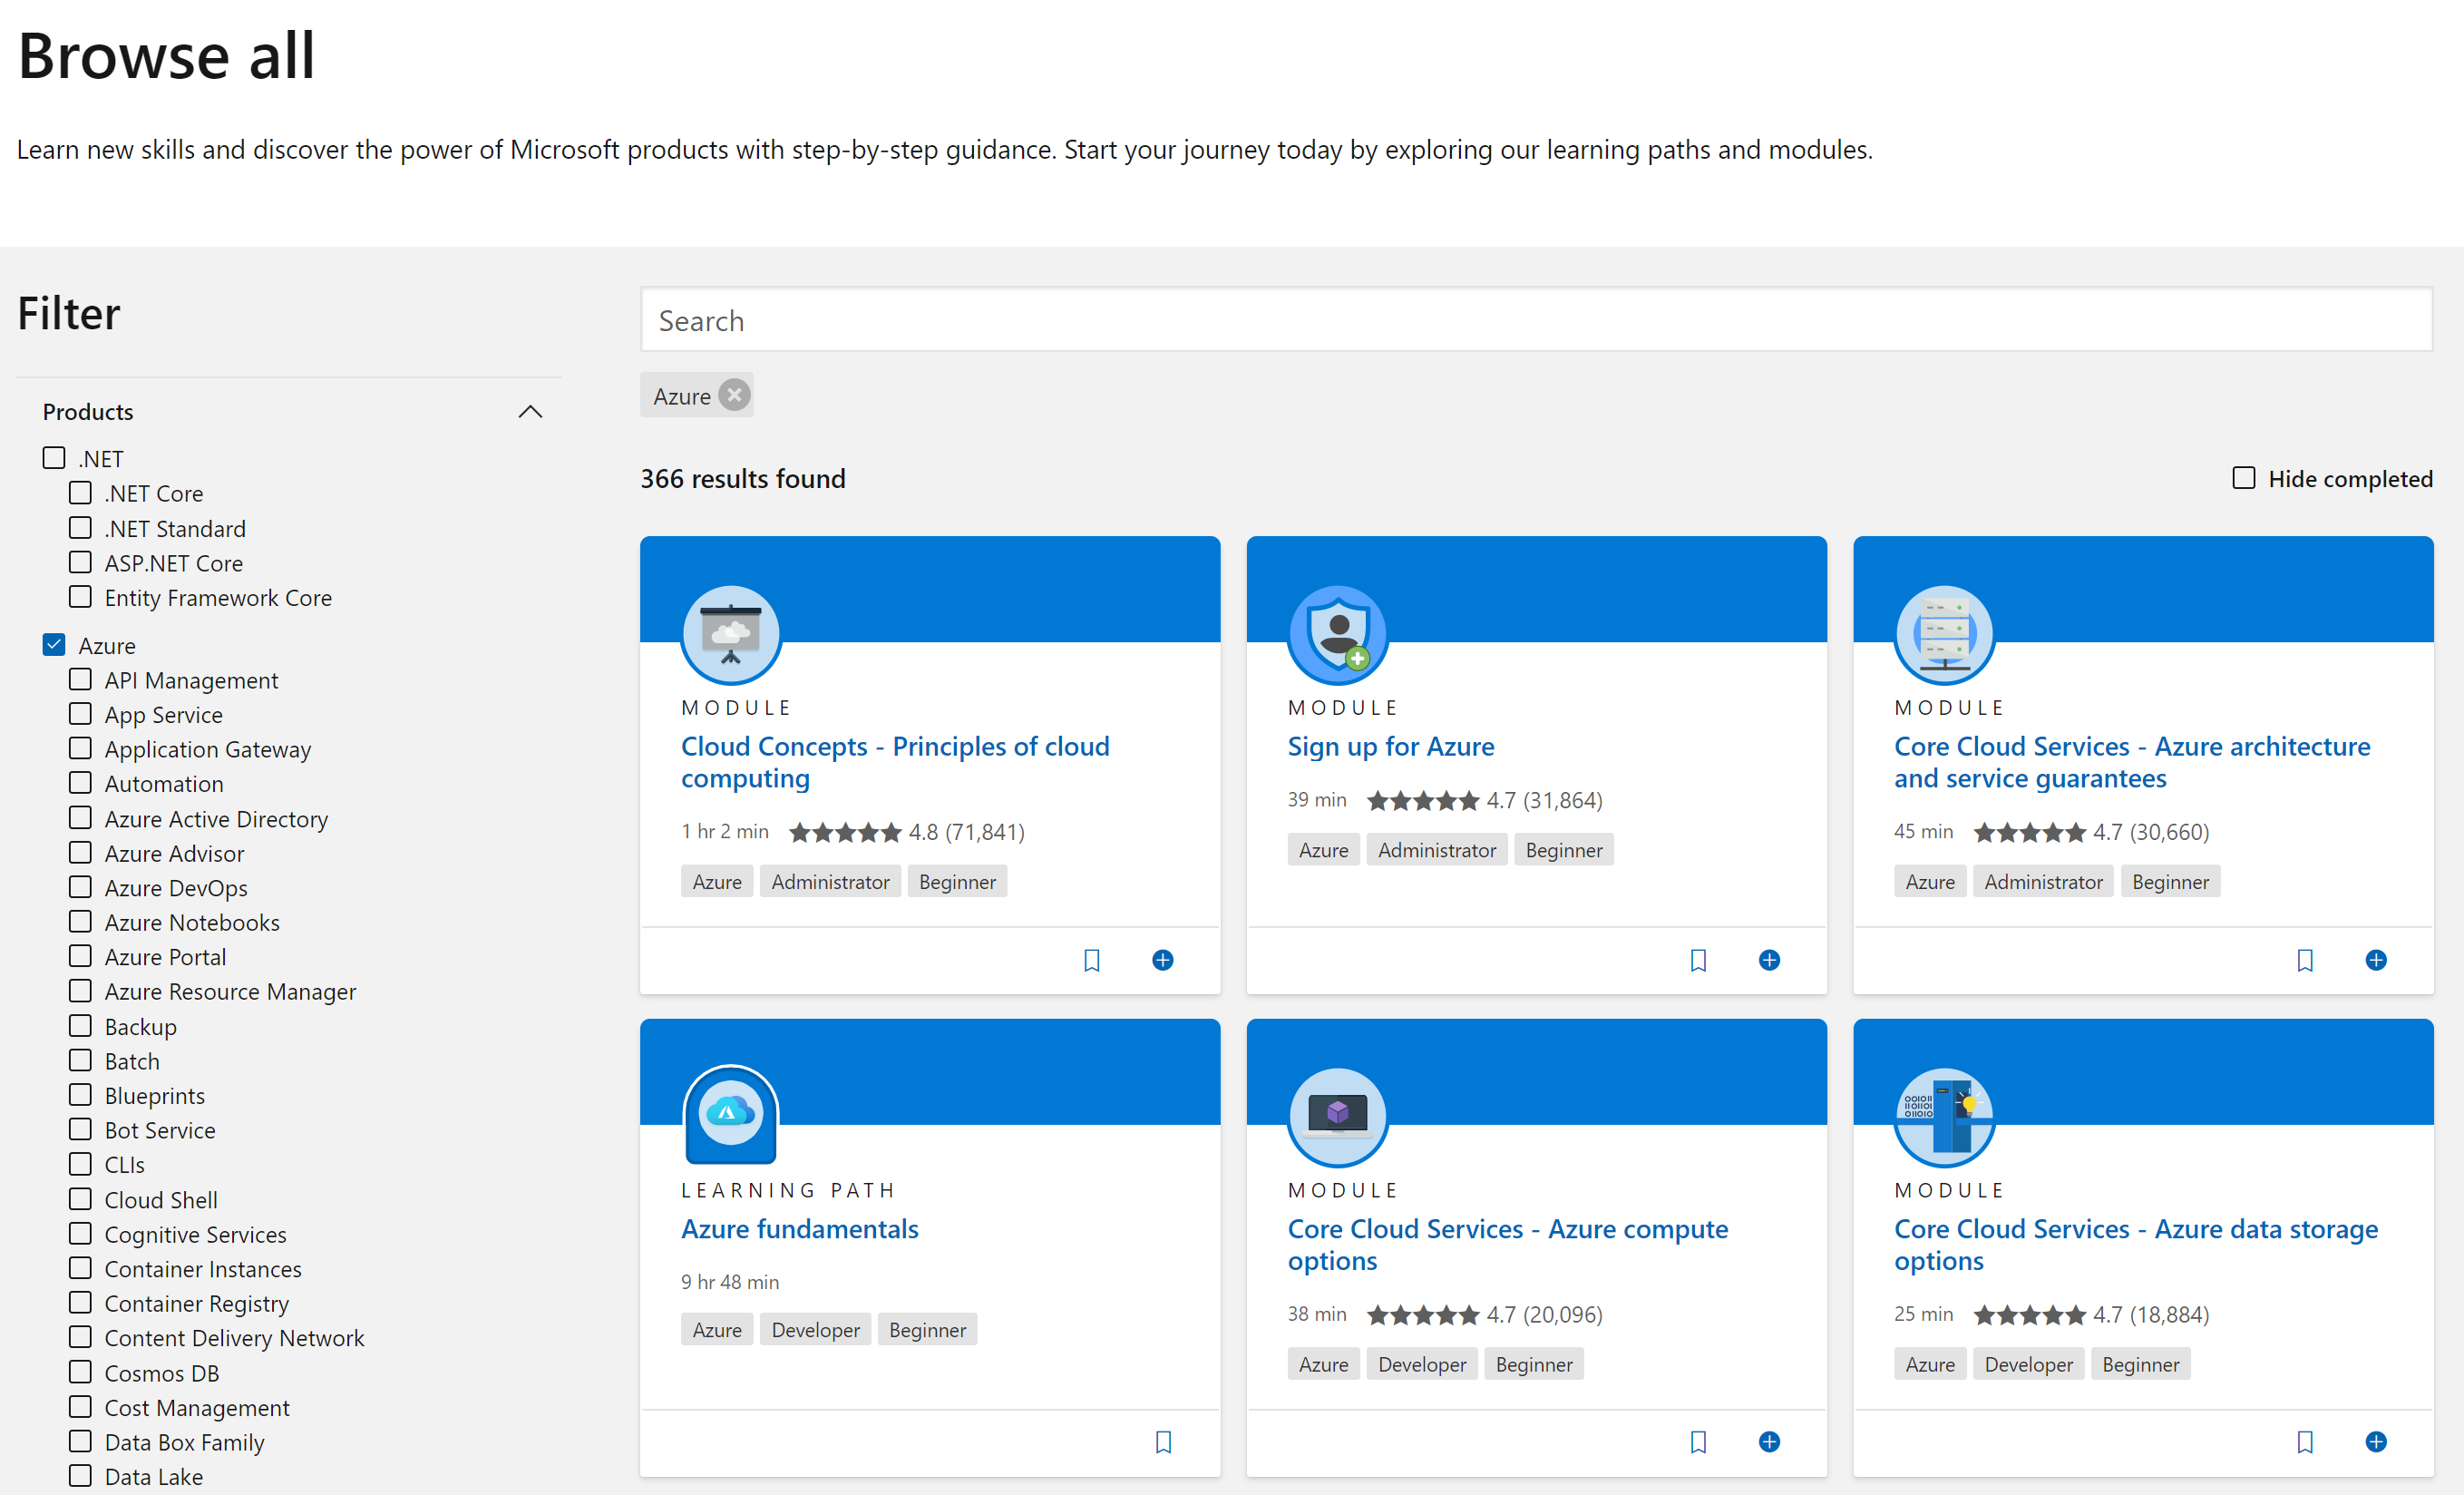 Browse all
Learn new skills and discover the power of Microsoft products with step-by-step guidance. Start your journey today by exploring our learning paths and modules.
Filter
Products
.NET
.NET Core
.NET Standard
ASP.NET Core
Entity Framework Core
Azure
API Management
App Service
Application Gateway
Automation
Azure Active Directory
Azure Advisor
Azure DevOps
Azure Notebooks
Azure Portal
Azure Resource Manager
Backup
Batch
Blueprints
Bot Service
CLIs
Cloud Shell
Cognitive Services
Container Instances
Container Registry
Content Delivery Network
Cosmos DB
Cost Management
Data Box Family
Data Lake
Search
Azure
366 results found
Hide completed
MODULE
Cloud Concepts - Principles of cloud
computing
1 hr 2 min 4.8 (71,841)
Azure Administrator Beginner
MODULE
Sign up for Azure
39 min 4.7 (31,864)
Azure Administrator Beginner
MODULE
Core Cloud Services - Azure architecture
and service guarantees
45 min 4.7 (30,660)
Azure Administrator Beginner
LEARNING PATH
Azure fundamentals
9 hr 48 min
Azure Developer Beginner
MODULE
Core Cloud Services - Azure compute
options
38 min 4.7 (20,096)
Azure Developer Beginner
MODULE
Core Cloud Services - Azure data storage
options
25 min 4.7 (18,884)
Azure Developer Beginner